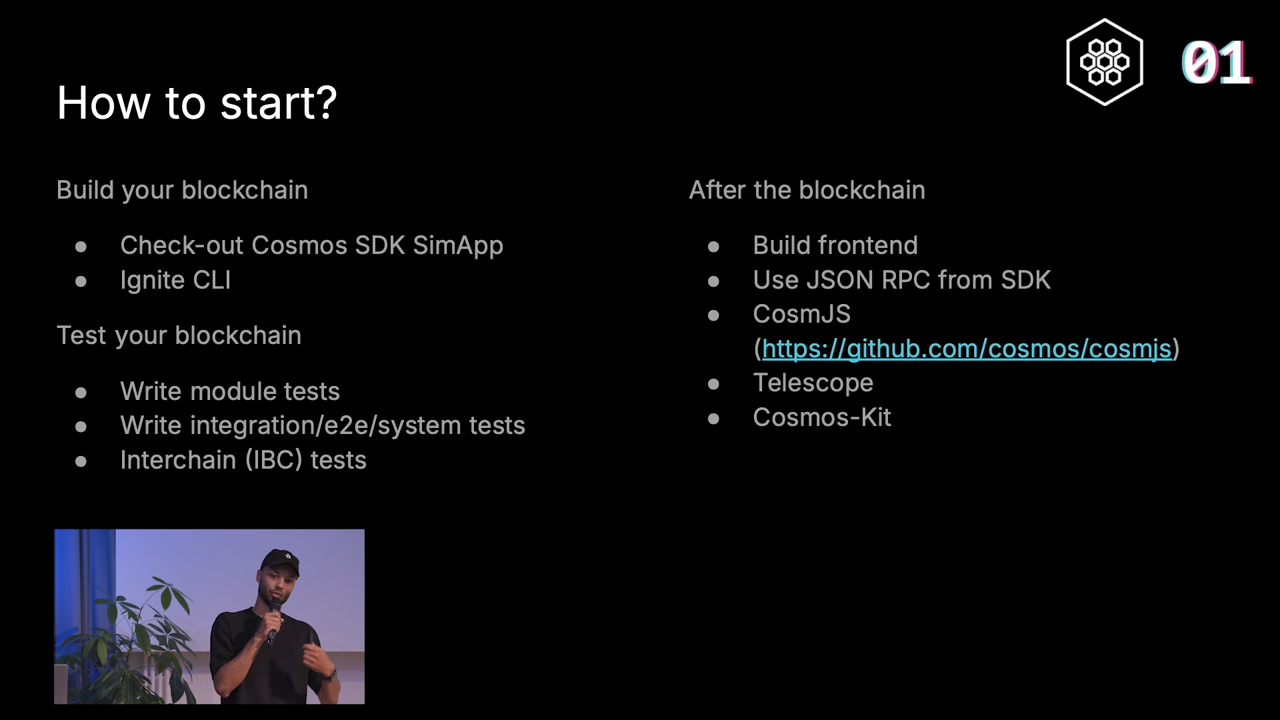 01
How to start?
Build your blockchain
● Check-out Cosmos SDK SimApp
● Ignite CLI
Test your blockchain
● Write module tests
● Write integration/e2e/system tests
● Interchain (IBC) tests
After the blockchain
● Build frontend
● Use JSON RPC from SDK
● CosmJS
(https://github.com/cosmos/cosmjs)
● Telescope
● Cosmos-Kit